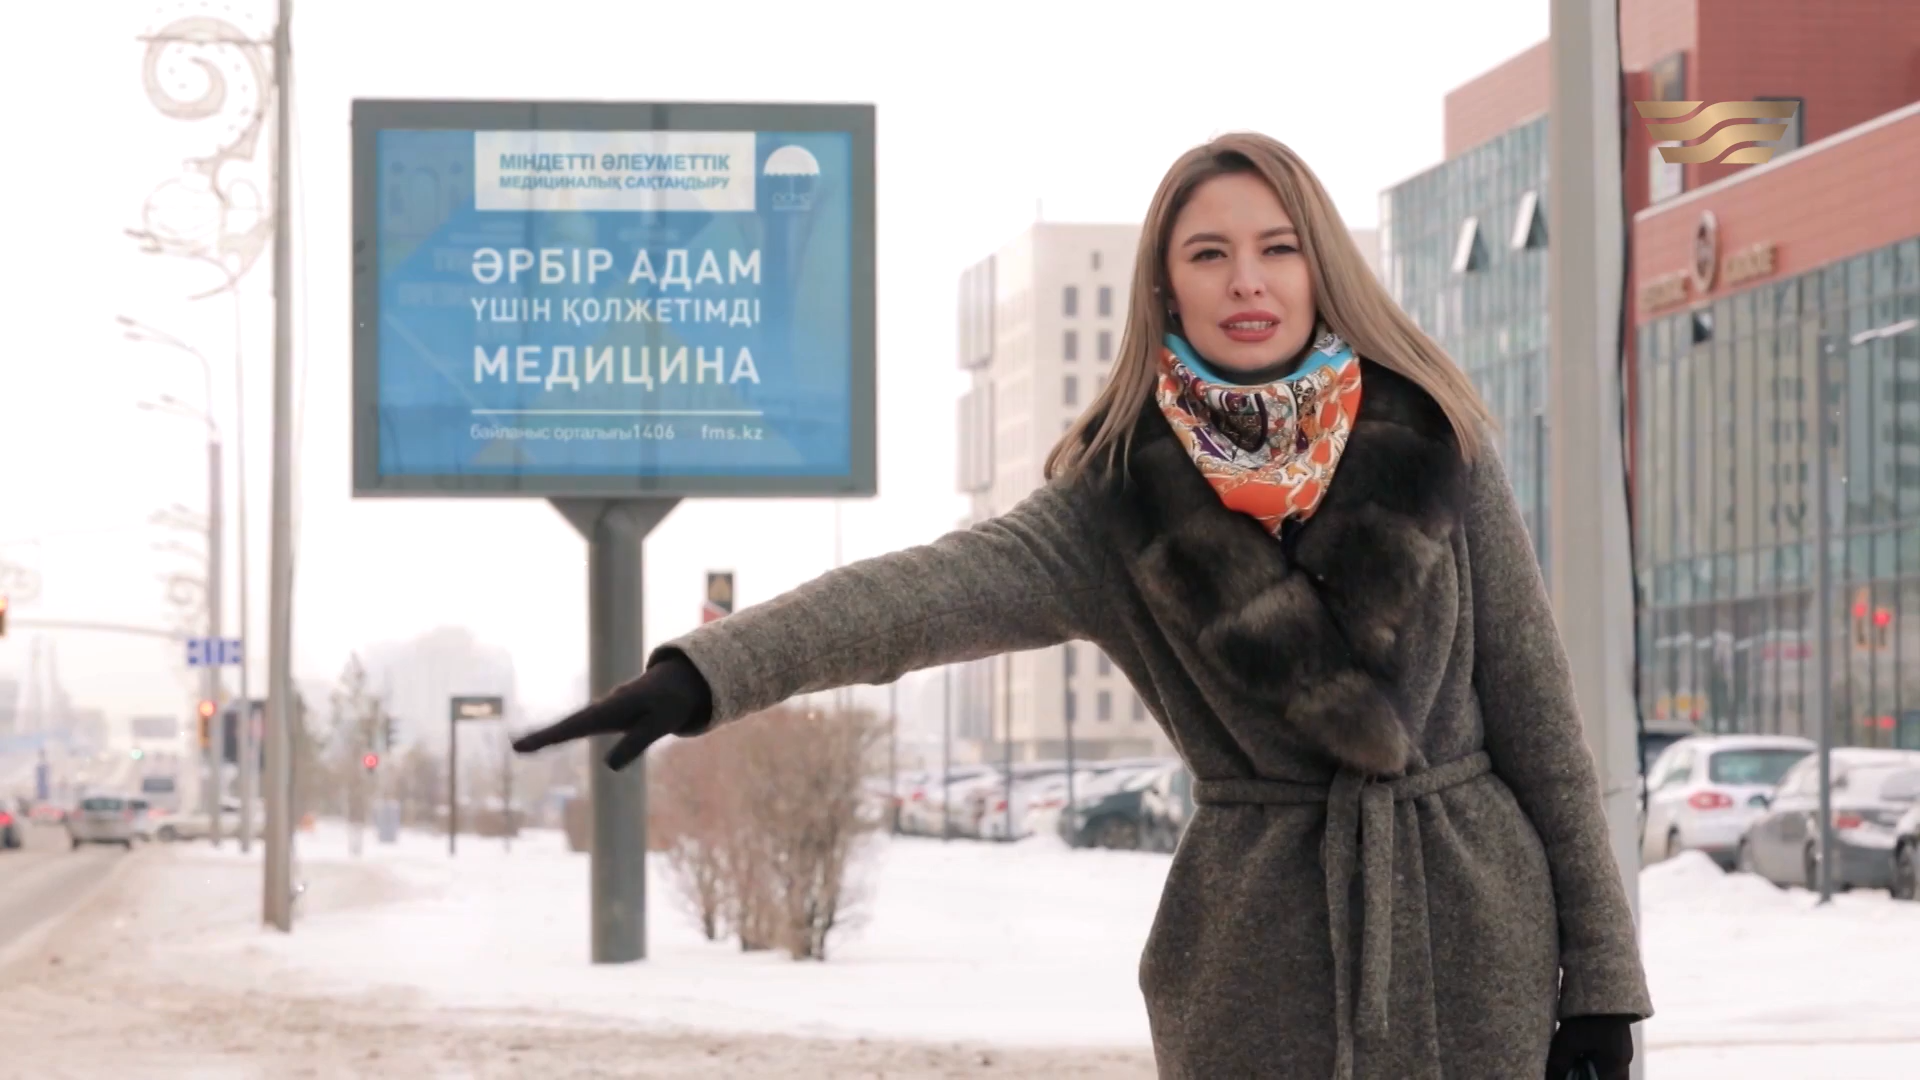 МІНДЕТТІ ӘЛЕУМЕТТІК
МЕДИЦИНАЛЫҚ САҚТАНДЫРУ
ӘРБІР АДАМ
ҮШІН ҚОЛЖЕТІМДІ
МЕДИЦИНА
байланыс орталығы1406 fms.kz